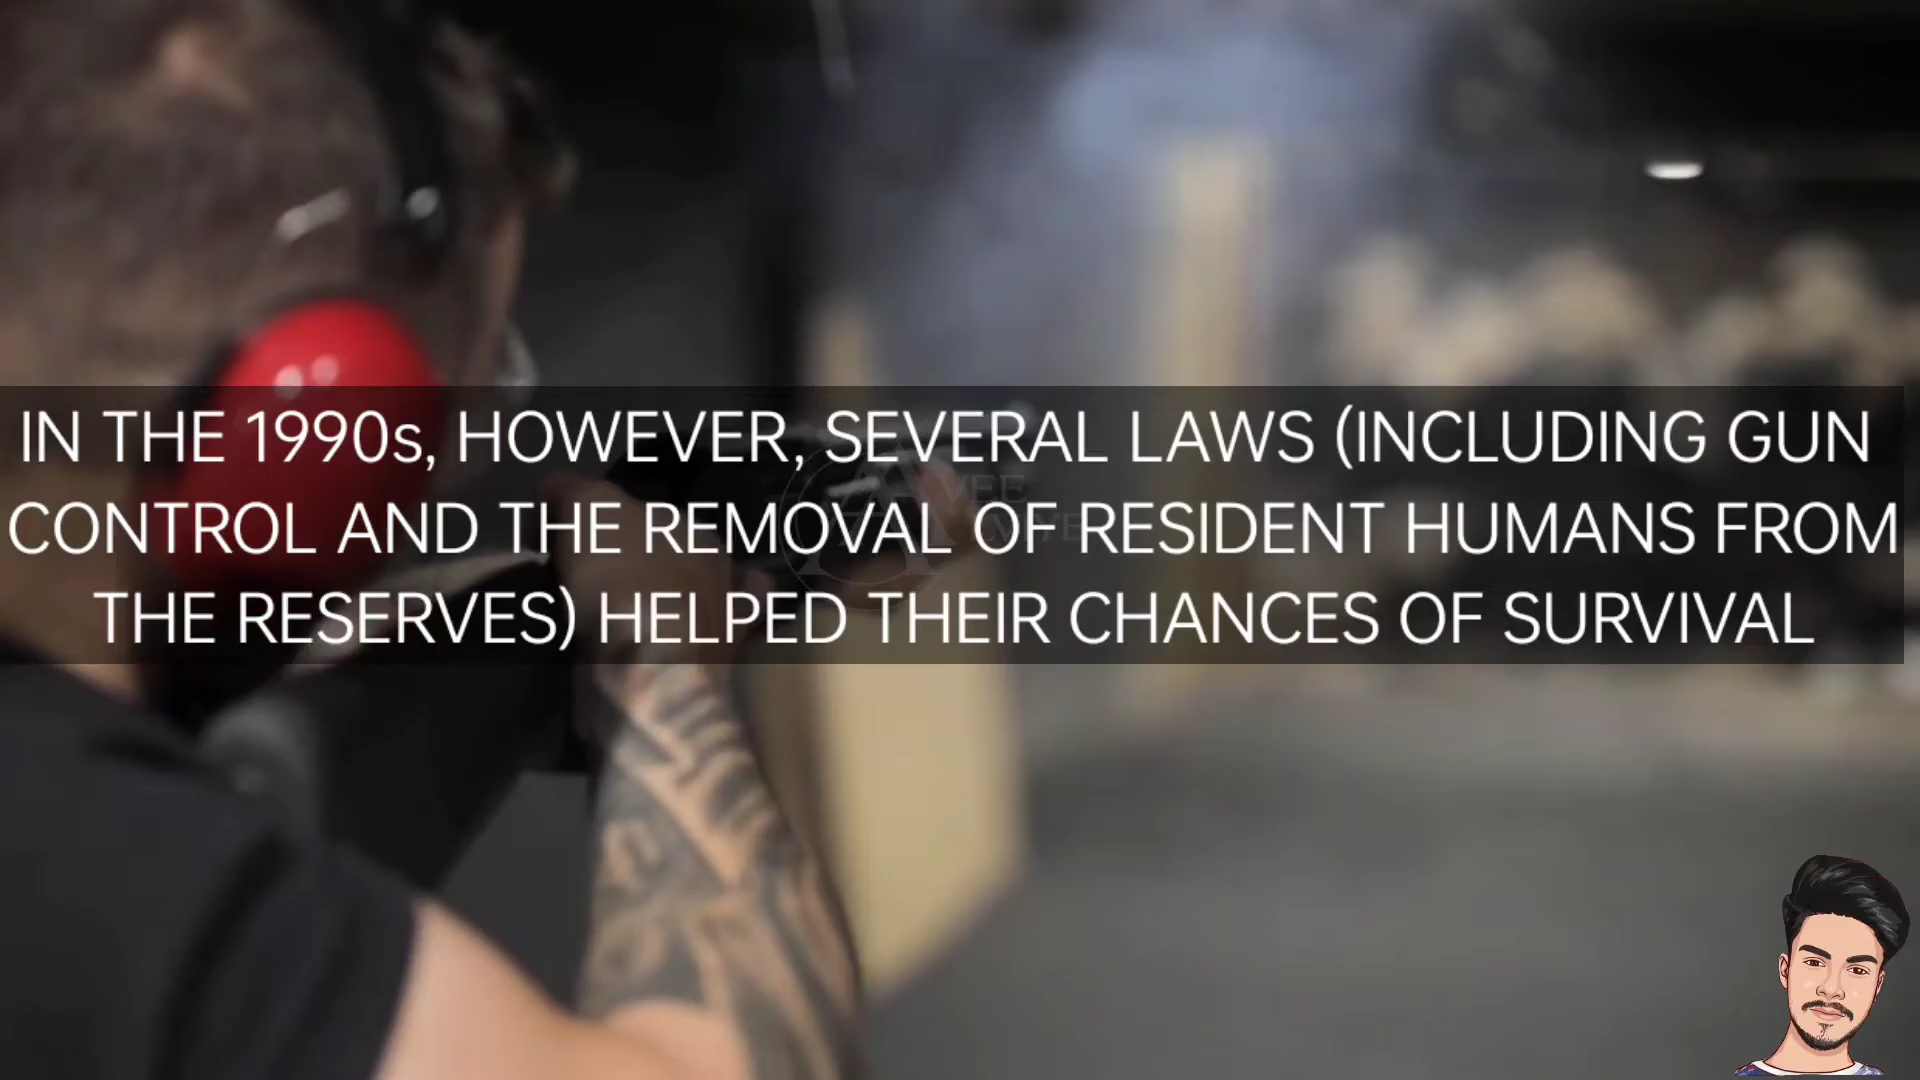 IN THE 1990s, HOWEVER, SEVERAL LAWS (INCLUDING GUN
CONTROL AND THE REMOVAL OF RESIDENT HUMANS FROM
THE RESERVES) HELPED THEIR CHANCES OF SURVIVAL